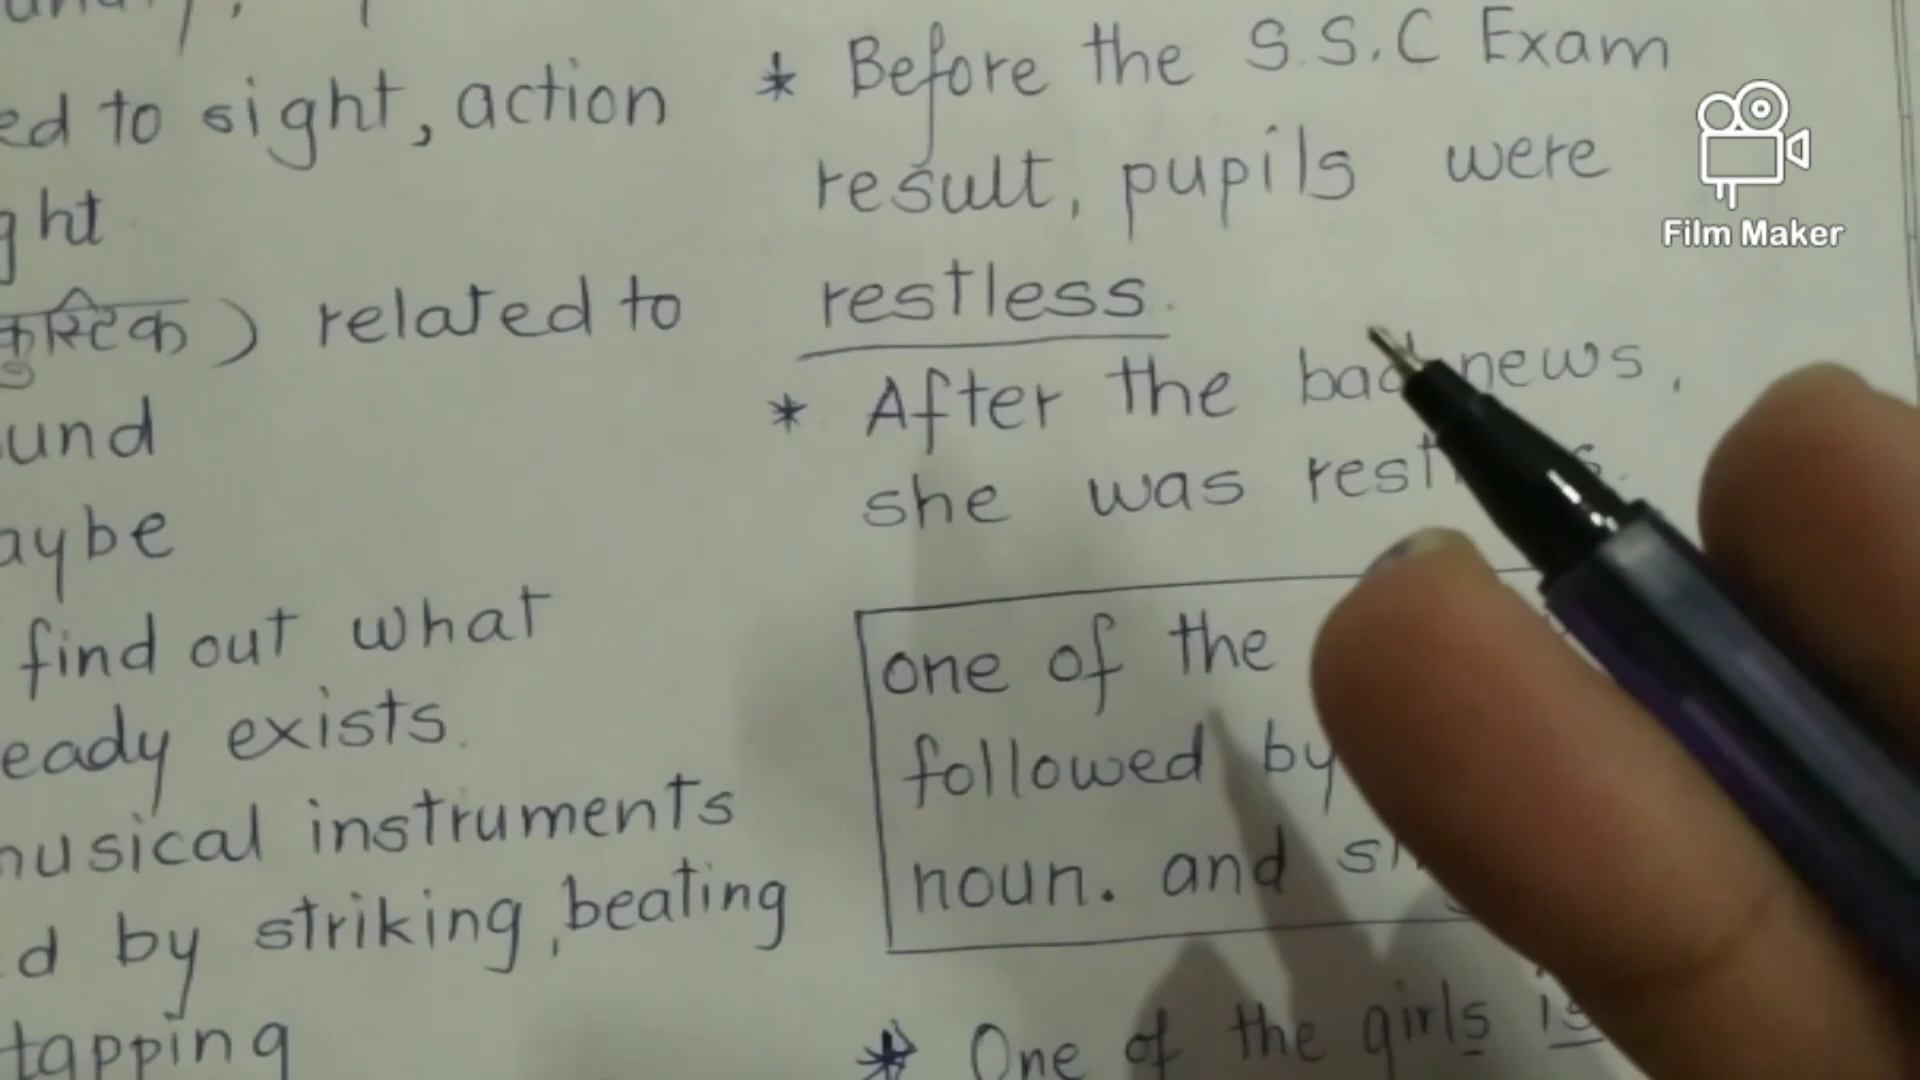 ed to sight, action
ght
कुस्टिक) related to
und
aybe
find out what
eady exists.
musical instruments
d by striking, beating
tapping
* Before the S.S.C Exam
result, pupils were
restless.
* After the bad news,
she was
one of the
followed by
noun. and
* One of the girls is
Film Maker